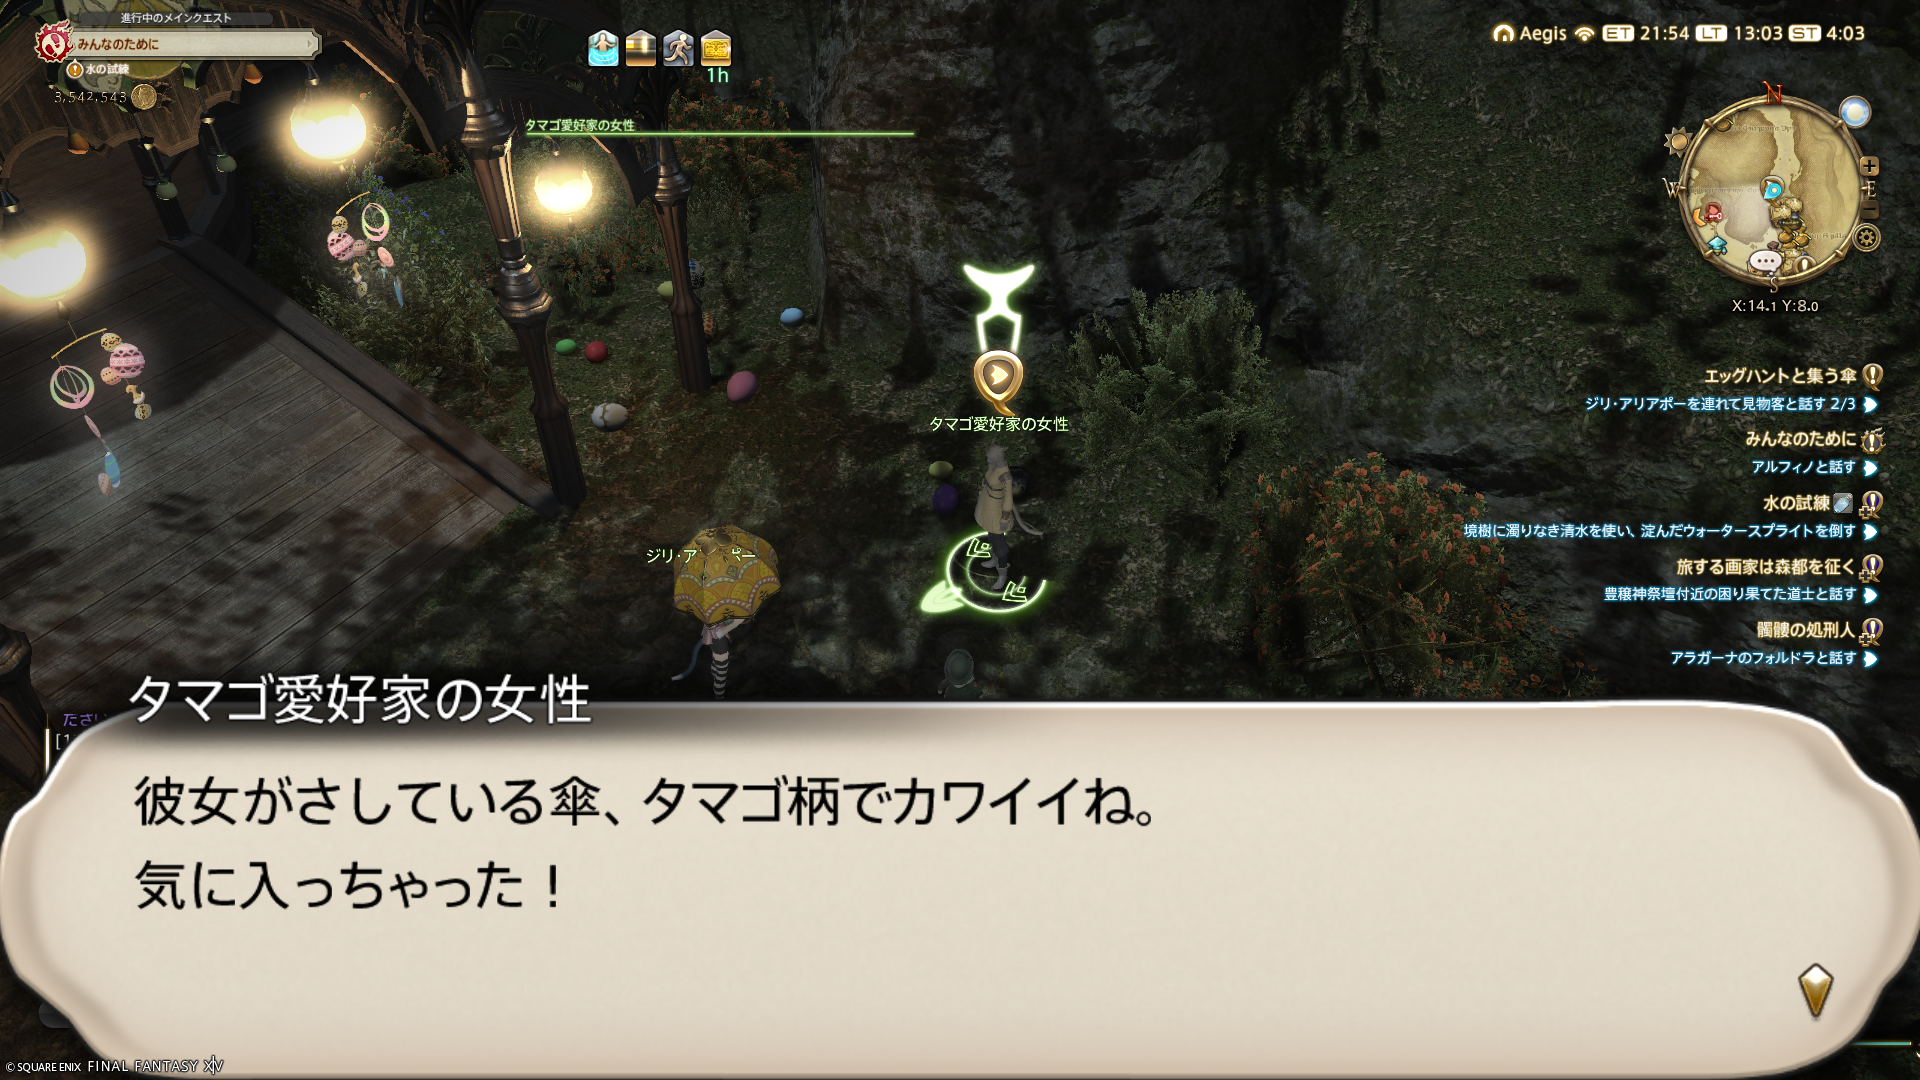 進行中のメインクエスト
みんなのために
水の試練
3,542,543
1h
Aegis ET 21:54 LT 13:03 ST 4:03
タマゴ愛好家の女性
N
W
E
S
X:14.1 Y:8.0
エッグハントと集う傘
ジリ・アリアポーを連れて見物客と話す 2/3
みんなのために
アルフィノと話す
水の試練
境樹に濁りなき清水を使い、淀んだウォータースプライトを倒す
旅する画家は森都を征く
豊穣神祭壇付近の困り果てた道士と話す
髑髏の処刑人
アラガーナのフォルドラと話す
タマゴ愛好家の女性
ジリ・ア
タマゴ愛好家の女性
彼女がさしている傘、タマゴ柄でカワイイね。
気に入っちゃった！
© SQUARE ENIX FINAL FANTASY XIV